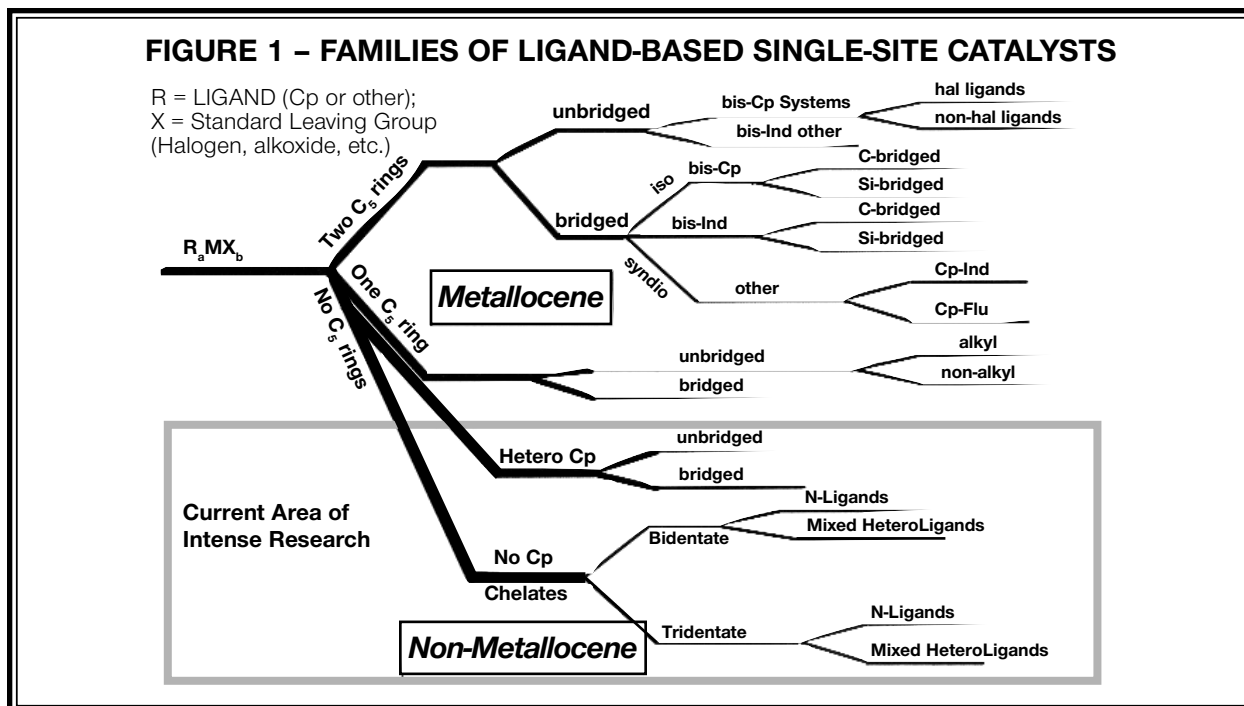 FIGURE 1 – FAMILIES OF LIGAND-BASED SINGLE-SITE CATALYSTS
R = LIGAND (Cp or other);
X = Standard Leaving Group
(Halogen, alkoxide, etc.)
RₐMX_b
Two C₅ rings
unbridged
bis-Cp Systems
hal ligands
non-hal ligands
bis-Ind other
bridged
iso
bis-Cp
C-bridged
Si-bridged
bis-Ind
C-bridged
Si-bridged
syndio
other
Cp-Ind
Cp-Flu
Metallocene
One C₅ ring
unbridged
alkyl
non-alkyl
bridged
No C₅ rings
Hetero Cp
unbridged
bridged
Current Area of
Intense Research
No Cp
Chelates
Bidentate
N-Ligands
Mixed HeteroLigands
Tridentate
N-Ligands
Mixed HeteroLigands
Non-Metallocene